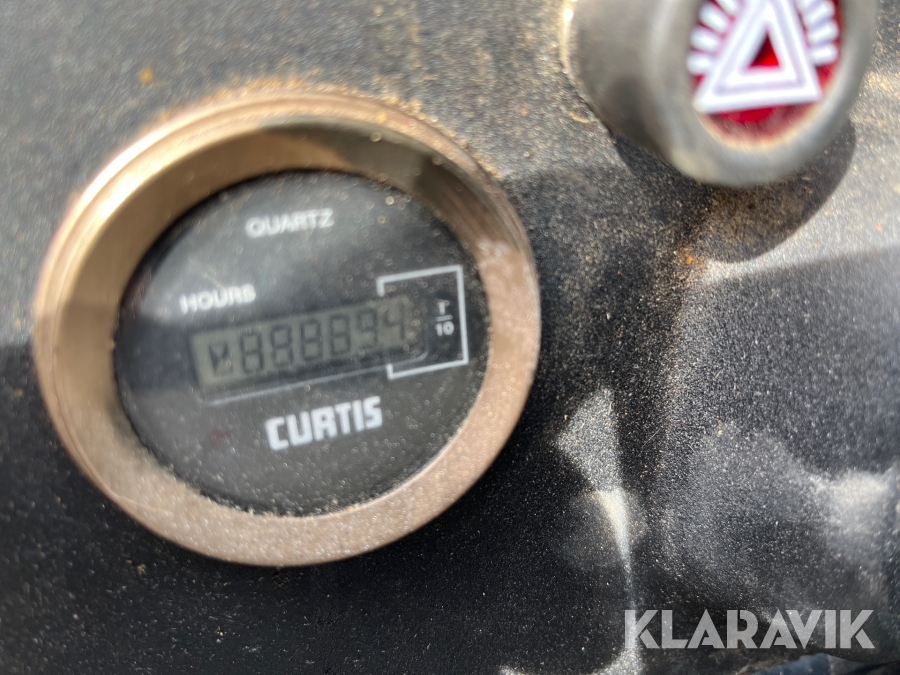 QUARTZ
HOURS
1/10
CURTIS
KLARAVIK